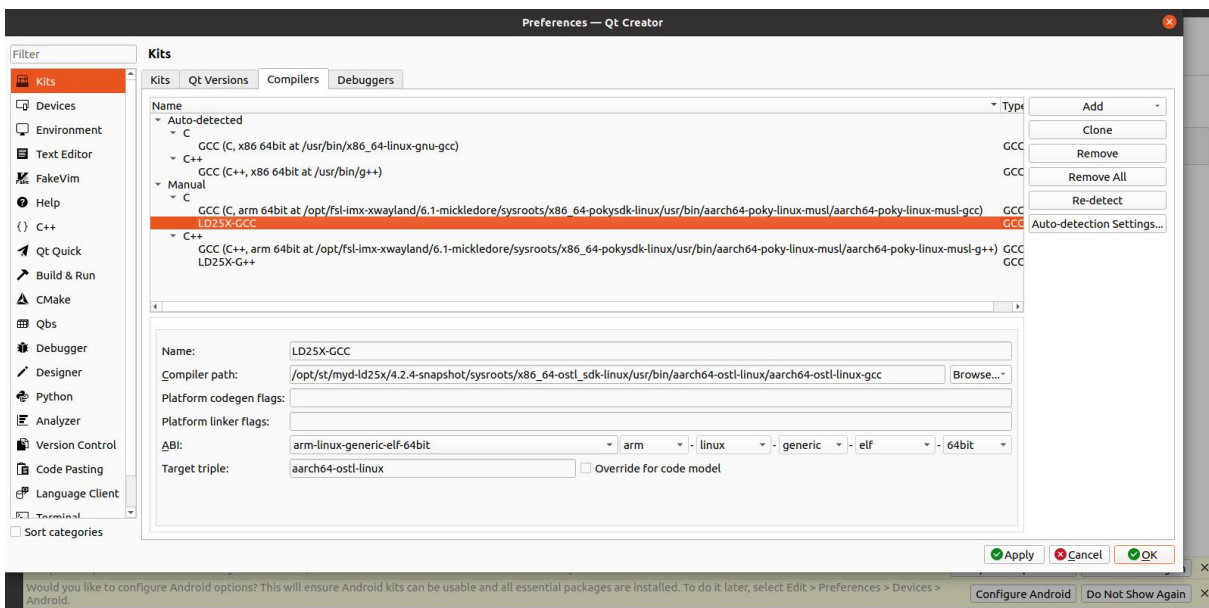 Preferences — Qt Creator
Filter
Kits
Kits
Devices
Environment
Text Editor
FakeVim
Help
C++
Qt Quick
Build & Run
CMake
Qbs
Debugger
Designer
Python
Analyzer
Version Control
Code Pasting
Language Client
Terminal
Sort categories
Kits Qt Versions Compilers Debuggers
Name Type
Auto-detected
C
GCC (C, x86 64bit at /usr/bin/x86_64-linux-gnu-gcc) GCC
C++
GCC (C++, x86 64bit at /usr/bin/g++) GCC
Manual
C
GCC (C, arm 64bit at /opt/fsl-imx-xwayland/6.1-mickledore/sysroots/x86_64-pokysdk-linux/usr/bin/aarch64-poky-linux-musl/aarch64-poky-linux-musl-gcc) GCC
LD25X-GCC GCC
C++
GCC (C++, arm 64bit at /opt/fsl-imx-xwayland/6.1-mickledore/sysroots/x86_64-pokysdk-linux/usr/bin/aarch64-poky-linux-musl/aarch64-poky-linux-musl-g++) GCC
LD25X-G++ GCC
Add
Clone
Remove
Remove All
Re-detect
Auto-detection Settings...
Name: LD25X-GCC
Compiler path: /opt/st/myd-ld25x/4.2.4-snapshot/sysroots/x86_64-ostl_sdk-linux/usr/bin/aarch64-ostl-linux/aarch64-ostl-linux-gcc Browse...
Platform codegen flags:
Platform linker flags:
ABI: arm-linux-generic-elf-64bit arm - linux - generic - elf - 64bit
Target triple: aarch64-ostl-linux Override for code model
Apply Cancel OK
Would you like to configure Android options? This will ensure Android kits can be usable and all essential packages are installed. To do it later, select Edit > Preferences > Devices >
Android.
Configure Android Do Not Show Again